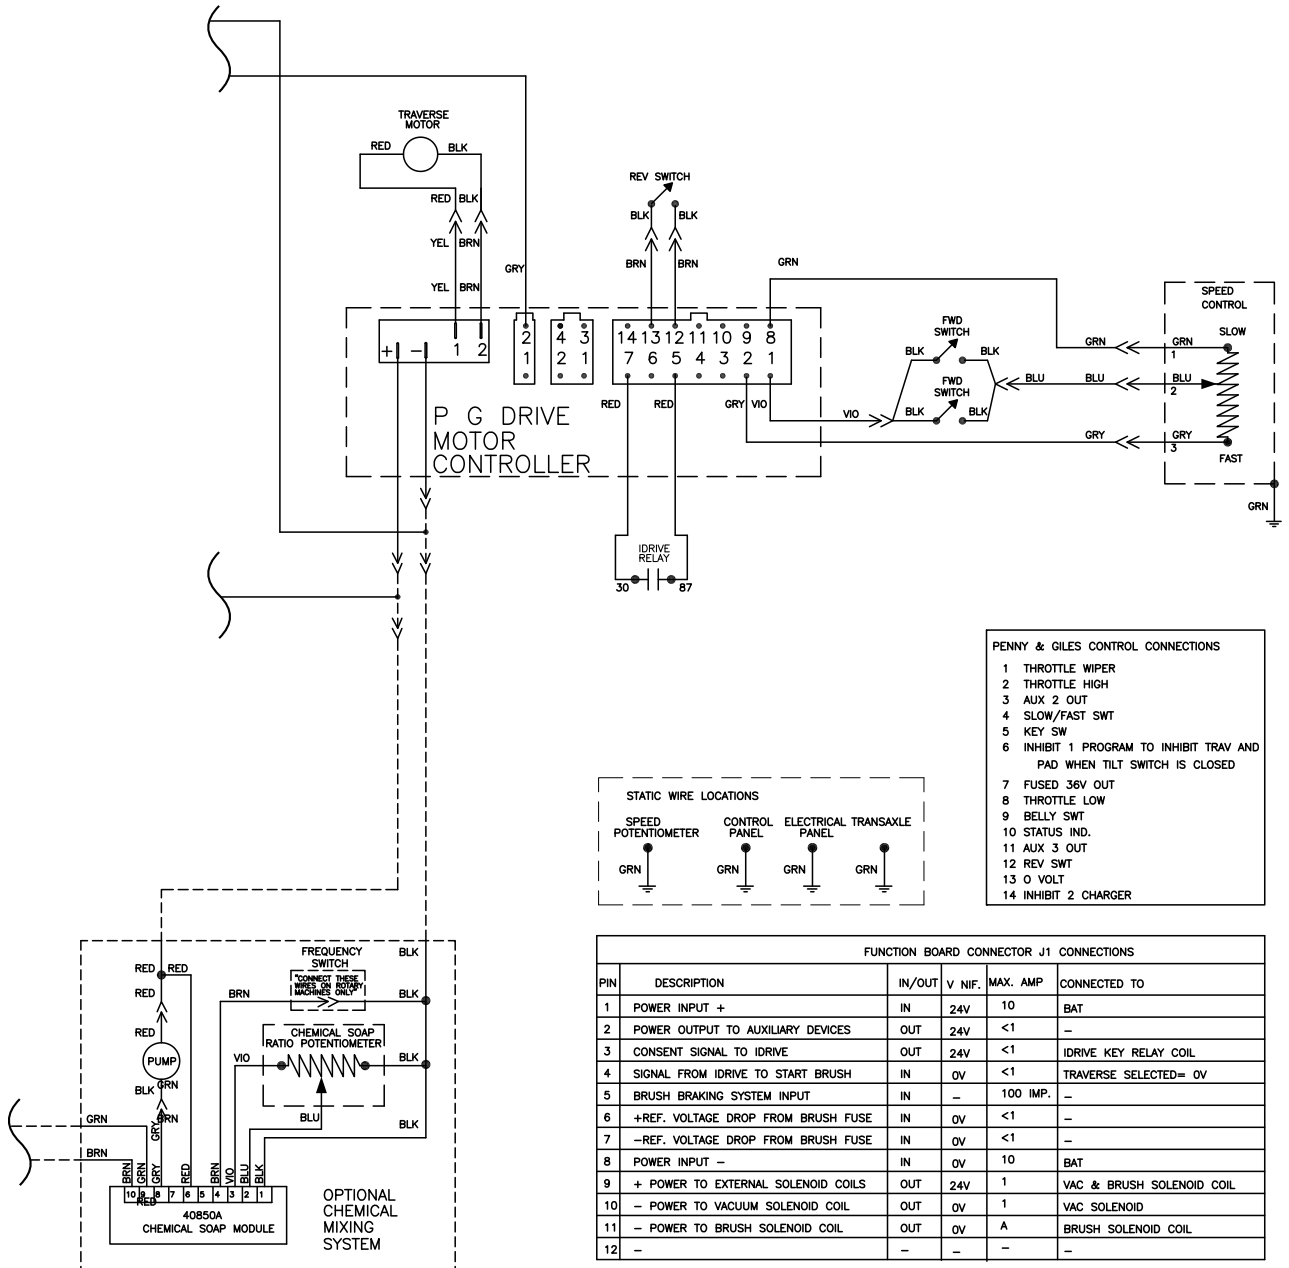 TRAVERSE
MOTOR
RED
BLK
RED BLK
YEL BRN
YEL BRN
GRY
REV SWITCH
BLK BLK
BRN BRN
GRN
+ −
1 2
2
1
4 3
2 1
14 13 12 11 10 9 8
7 6 5 4 3 2 1
P G DRIVE
MOTOR
CONTROLLER
RED RED GRY VIO
VIO
FWD
SWITCH
BLK BLK
FWD
SWITCH
BLK BLK
BLU BLU
GRN
GRY
SPEED
CONTROL
SLOW
GRN
1
BLU
2
GRY
3
FAST
GRN
IDRIVE
RELAY
30 87
PENNY & GILES CONTROL CONNECTIONS
1 THROTTLE WIPER
2 THROTTLE HIGH
3 AUX 2 OUT
4 SLOW/FAST SWT
5 KEY SW
6 INHIBIT 1 PROGRAM TO INHIBIT TRAV AND
PAD WHEN TILT SWITCH IS CLOSED
7 FUSED 36V OUT
8 THROTTLE LOW
9 BELLY SWT
10 STATUS IND.
11 AUX 3 OUT
12 REV SWT
13 O VOLT
14 INHIBIT 2 CHARGER
STATIC WIRE LOCATIONS
SPEED
POTENTIOMETER
CONTROL
PANEL
ELECTRICAL
PANEL
TRANSAXLE
GRN GRN GRN GRN
FUNCTION BOARD CONNECTOR J1 CONNECTIONS
PIN DESCRIPTION IN/OUT V NIF. MAX. AMP CONNECTED TO
1 POWER INPUT + IN 24V 10 BAT
2 POWER OUTPUT TO AUXILIARY DEVICES OUT 24V <1 −
3 CONSENT SIGNAL TO IDRIVE OUT 24V <1 IDRIVE KEY RELAY COIL
4 SIGNAL FROM IDRIVE TO START BRUSH IN 0V <1 TRAVERSE SELECTED= 0V
5 BRUSH BRAKING SYSTEM INPUT IN − 100 IMP. −
6 +REF. VOLTAGE DROP FROM BRUSH FUSE IN 0V <1 −
7 −REF. VOLTAGE DROP FROM BRUSH FUSE IN 0V <1 −
8 POWER INPUT − IN 0V 10 BAT
9 + POWER TO EXTERNAL SOLENOID COILS OUT 24V 1 VAC & BRUSH SOLENOID COIL
10 − POWER TO VACUUM SOLENOID COIL OUT 0V 1 VAC SOLENOID
11 − POWER TO BRUSH SOLENOID COIL OUT 0V A BRUSH SOLENOID COIL
12 − − − − −
FREQUENCY
SWITCH
"CONNECT THESE
WIRES ON ROTARY
MACHINES ONLY"
BLK
RED RED
RED
BRN
BLK
RED
CHEMICAL SOAP
RATIO POTENTIOMETER
PUMP
VIO
BLK
BLK
GRN
BRN
GRY
BLU
BLK
GRN
BRN
BRN GRN GRY RED BRN VIO BLU BLK
10 9 8 7 6 5 4 3 2 1
RED
40850A
CHEMICAL SOAP MODULE
OPTIONAL
CHEMICAL
MIXING
SYSTEM